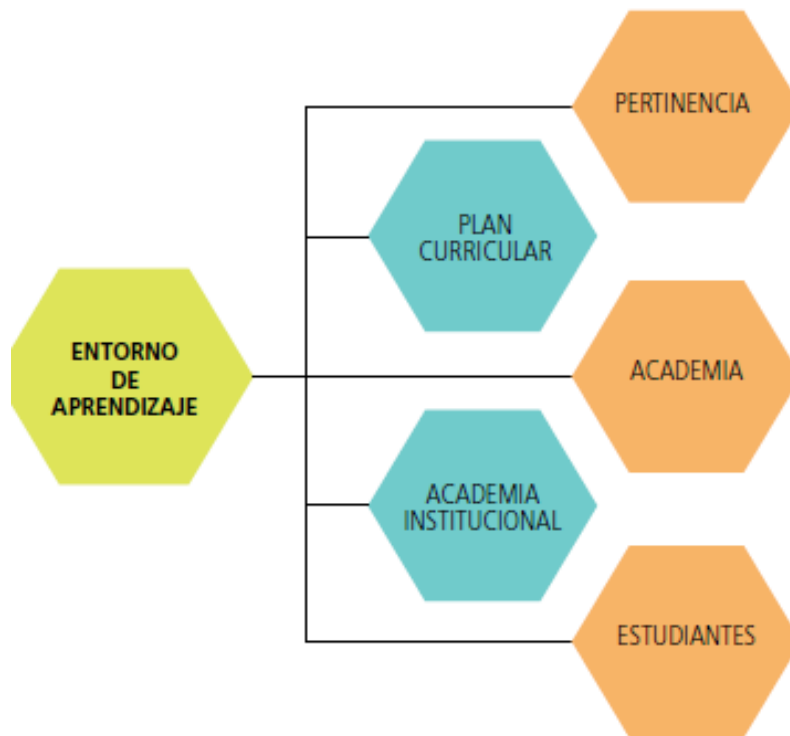 PERTINENCIA
PLAN
CURRICULAR
ENTORNO
DE
APRENDIZAJE
ACADEMIA
ACADEMIA
INSTITUCIONAL
ESTUDIANTES